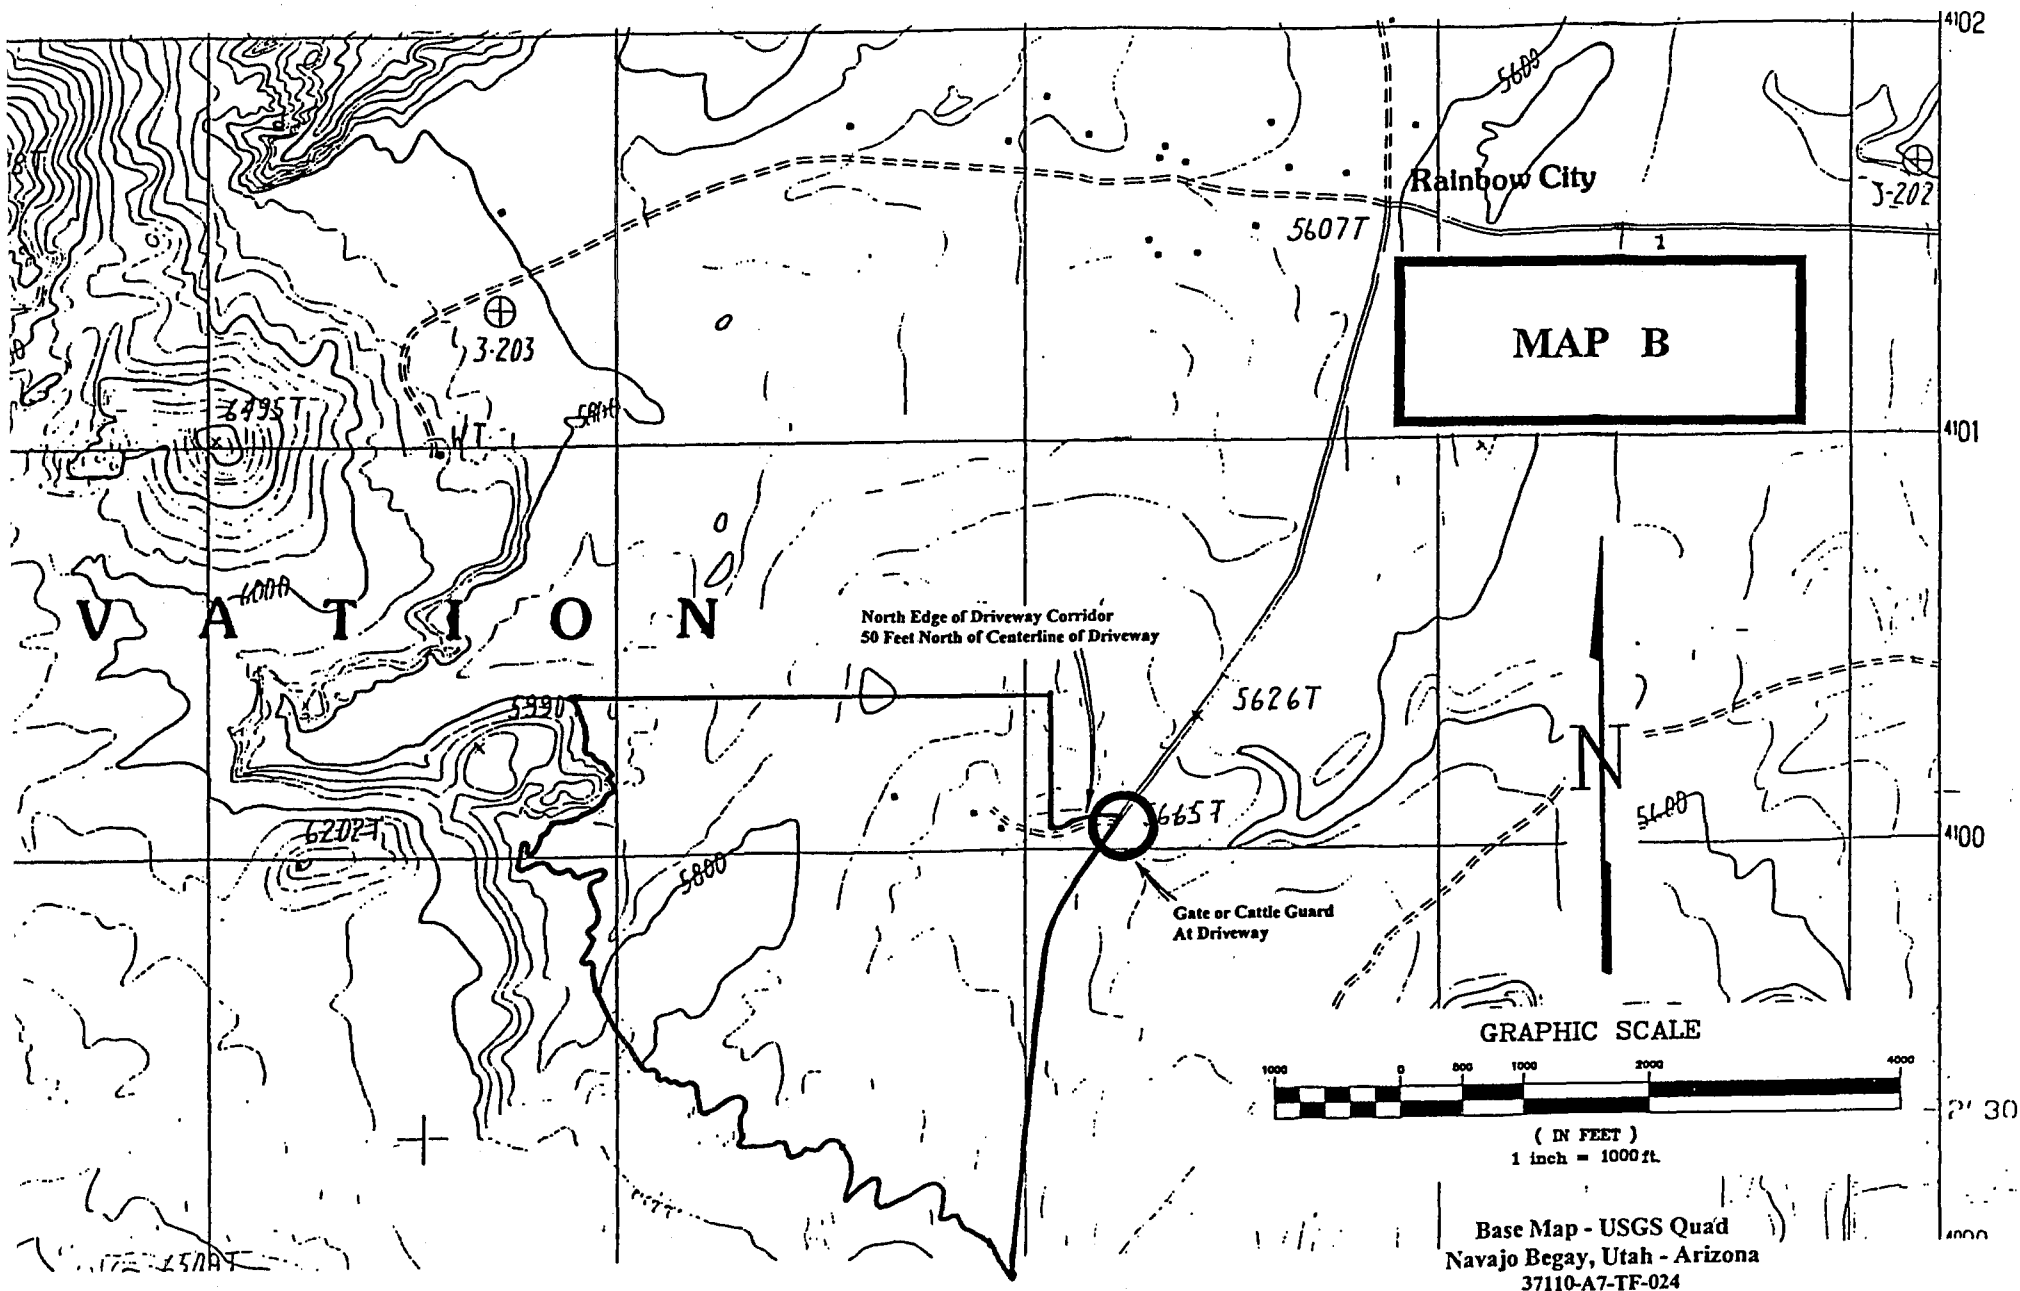 4102
5600
Rainbow City
J-202
5607T
1
MAP B
3-203
6495T
WT
4101
6000
V A T I O N
North Edge of Driveway Corridor
50 Feet North of Centerline of Driveway
5990
5626T
N
6202T
5665T
5600
4100
5800
Gate or Cattle Guard
At Driveway
GRAPHIC SCALE
1000 0 500 1000 2000 4000
2' 30
( IN FEET )
1 inch = 1000 ft.
Base Map - USGS Quad
Navajo Begay, Utah - Arizona
37110-A7-TF-024